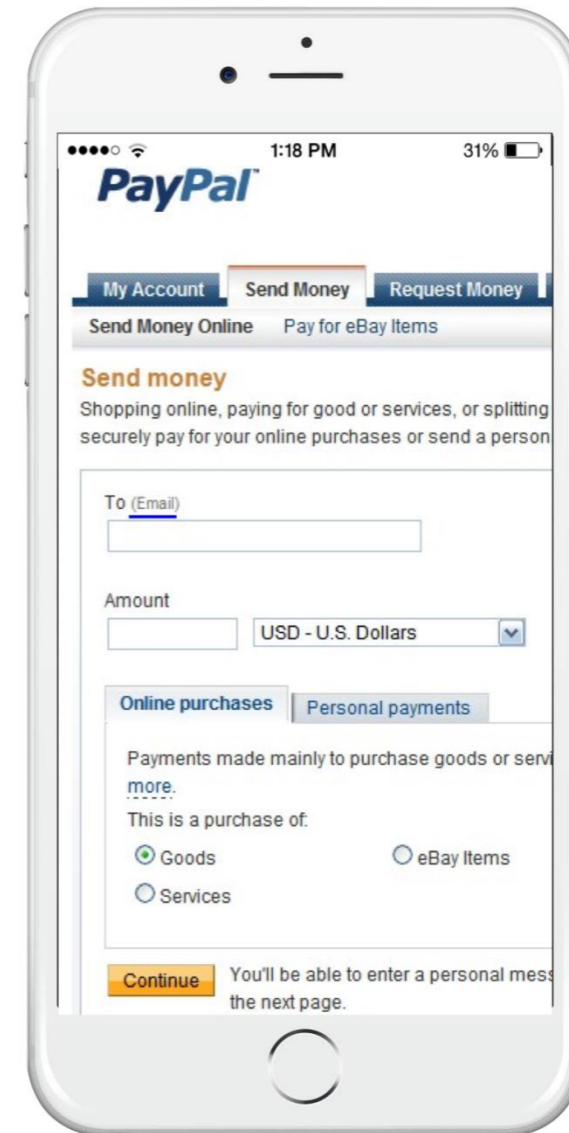 1:18 PM 31%
PayPal™
My Account Send Money Request Money
Send Money Online Pay for eBay Items
Send money
Shopping online, paying for good or services, or splitting
securely pay for your online purchases or send a person
To (Email)
Amount
USD - U.S. Dollars
Online purchases Personal payments
Payments made mainly to purchase goods or servi
more.
This is a purchase of:
Goods eBay Items
Services
Continue You'll be able to enter a personal mess
the next page.